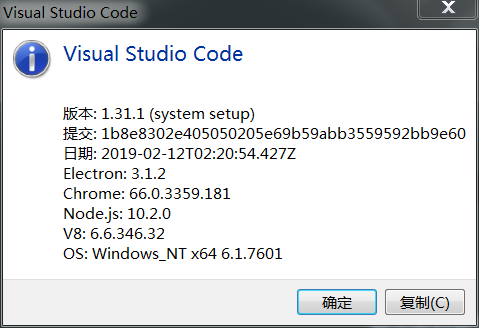 Visual Studio Code
Visual Studio Code
版本: 1.31.1 (system setup)
提交: 1b8e8302e405050205e69b59abb3559592bb9e60
日期: 2019-02-12T02:20:54.427Z
Electron: 3.1.2
Chrome: 66.0.3359.181
Node.js: 10.2.0
V8: 6.6.346.32
OS: Windows_NT x64 6.1.7601
确定 复制(C)